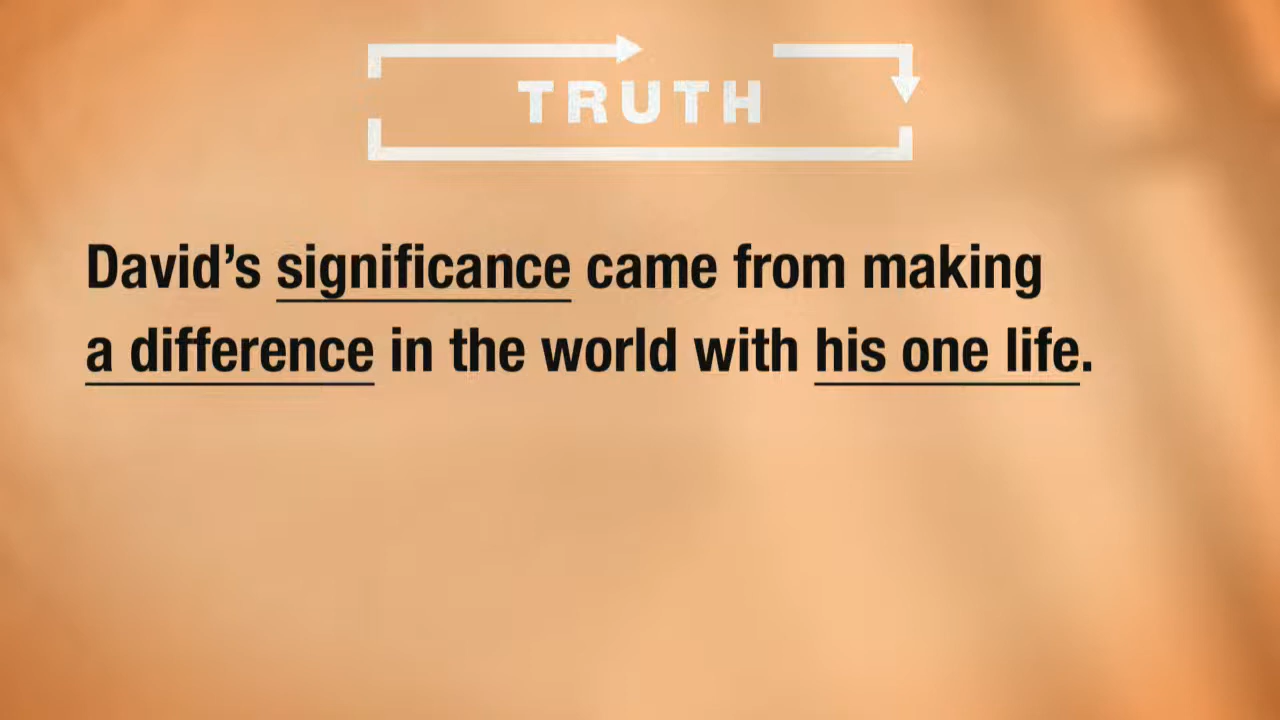 TRUTH
David’s significance came from making
a difference in the world with his one life.